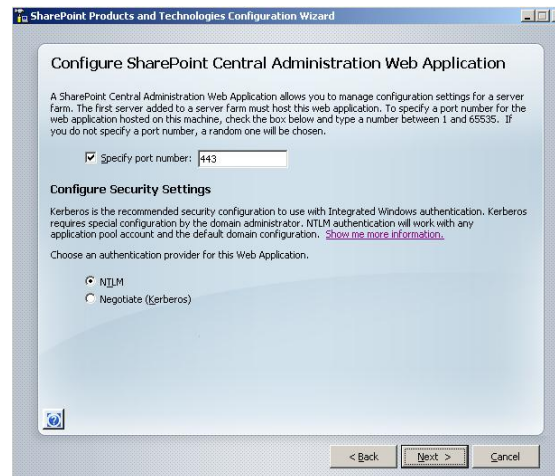 SharePoint Products and Technologies Configuration Wizard
Configure SharePoint Central Administration Web Application
A SharePoint Central Administration Web Application allows you to manage configuration settings for a server
farm. The first server added to a server farm must host this web application. To specify a port number for the
web application hosted on this machine, check the box below and type a number between 1 and 65535. If
you do not specify a port number, a random one will be chosen.
Specify port number: 443
Configure Security Settings
Kerberos is the recommended security configuration to use with Integrated Windows authentication. Kerberos
requires special configuration by the domain administrator. NTLM authentication will work with any
application pool account and the default domain configuration. Show me more information.
Choose an authentication provider for this Web Application.
NTLM
Negotiate (Kerberos)
< Back Next > Cancel